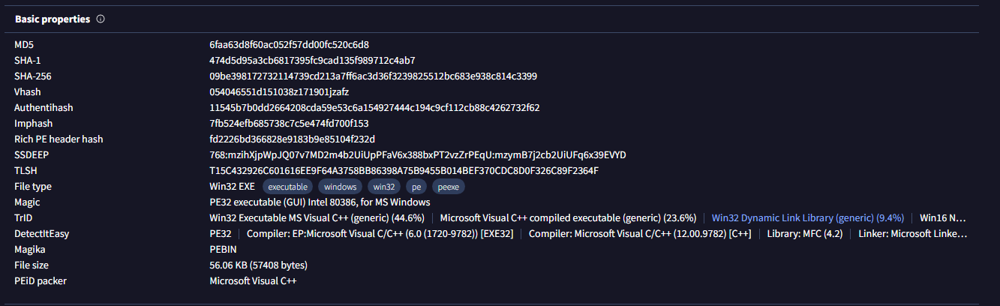 Basic properties
MD5 6faa63d8f60ac052f57dd00fc520c6d8
SHA-1 474d5d95a3cb6817395fc9cad135f989712c4ab7
SHA-256 09be398172732114739cd213a7ff6ac3d36f3239825512bc683e938c814c3399
Vhash 054046551d151038z171901jzafz
Authentihash 11545b7b0dd2664208cda59e53c6a154927444c194c9cf112cb88c4262732f62
Imphash 7fb524efb685738c7c5e474fd700f153
Rich PE header hash fd2226bd366828e9183b9e85104f232d
SSDEEP 768:mzihXjpWpJQ07v7MD2m4b2UiUpPFaV6x388bxPT2vzZrPEqU:mzymB7j2cb2UiUFq6x39EVYD
TLSH T15C432926C601616EE9F64A3758BB86398A75B9455B014BEF370CDC8D0F326C89F2364F
File type Win32 EXE executable windows win32 pe peexe
Magic PE32 executable (GUI) Intel 80386, for MS Windows
TrID Win32 Executable MS Visual C++ (generic) (44.6%) | Microsoft Visual C++ compiled executable (generic) (23.6%) | Win32 Dynamic Link Library (generic) (9.4%) | Win16 N...
DetectItEasy PE32 | Compiler: EP:Microsoft Visual C/C++ (6.0 (1720-9782)) [EXE32] | Compiler: Microsoft Visual C/C++ (12.00.9782) [C++] | Library: MFC (4.2) | Linker: Microsoft Linke...
Magika PEBIN
File size 56.06 KB (57408 bytes)
PEiD packer Microsoft Visual C++